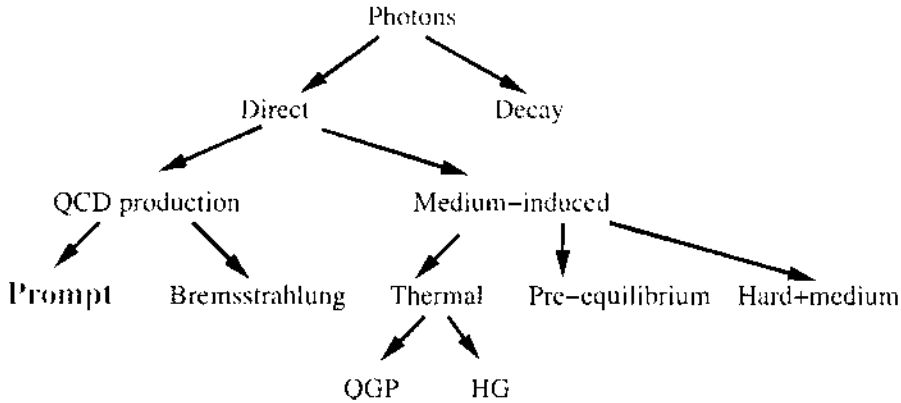 Photons
Direct Decay
QCD production Medium-induced
Prompt Bremsstrahlung Thermal Pre-equilibrium Hard+medium
QGP HG